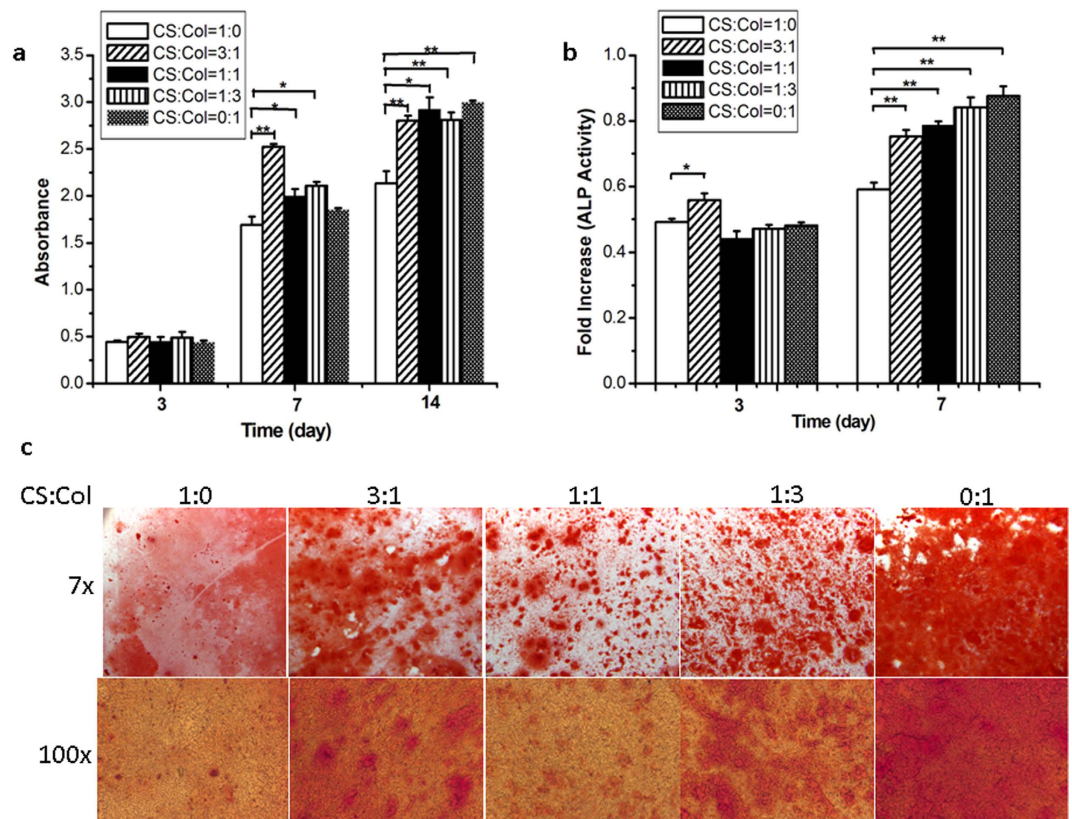 a
CS:Col=1:0
CS:Col=3:1
CS:Col=1:1
CS:Col=1:3
CS:Col=0:1
3.5
3.0
2.5
2.0
1.5
1.0
0.5
0.0
Absorbance
** * *
** * ** **
3 7 14
Time (day)
b
CS:Col=1:0
CS:Col=3:1
CS:Col=1:1
CS:Col=1:3
CS:Col=0:1
1.0
0.8
0.6
0.4
0.2
0.0
Fold Increase (ALP Activity)
*
** ** ** **
3 7
Time (day)
c
CS:Col 1:0 3:1 1:1 1:3 0:1
7x
100x